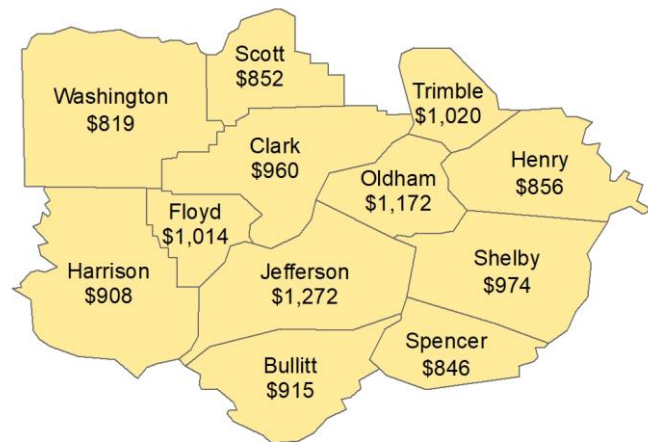 Scott
$852
Washington
$819
Trimble
$1,020
Clark
$960
Henry
$856
Oldham
$1,172
Floyd
$1,014
Harrison
$908
Jefferson
$1,272
Shelby
$974
Spencer
$846
Bullitt
$915